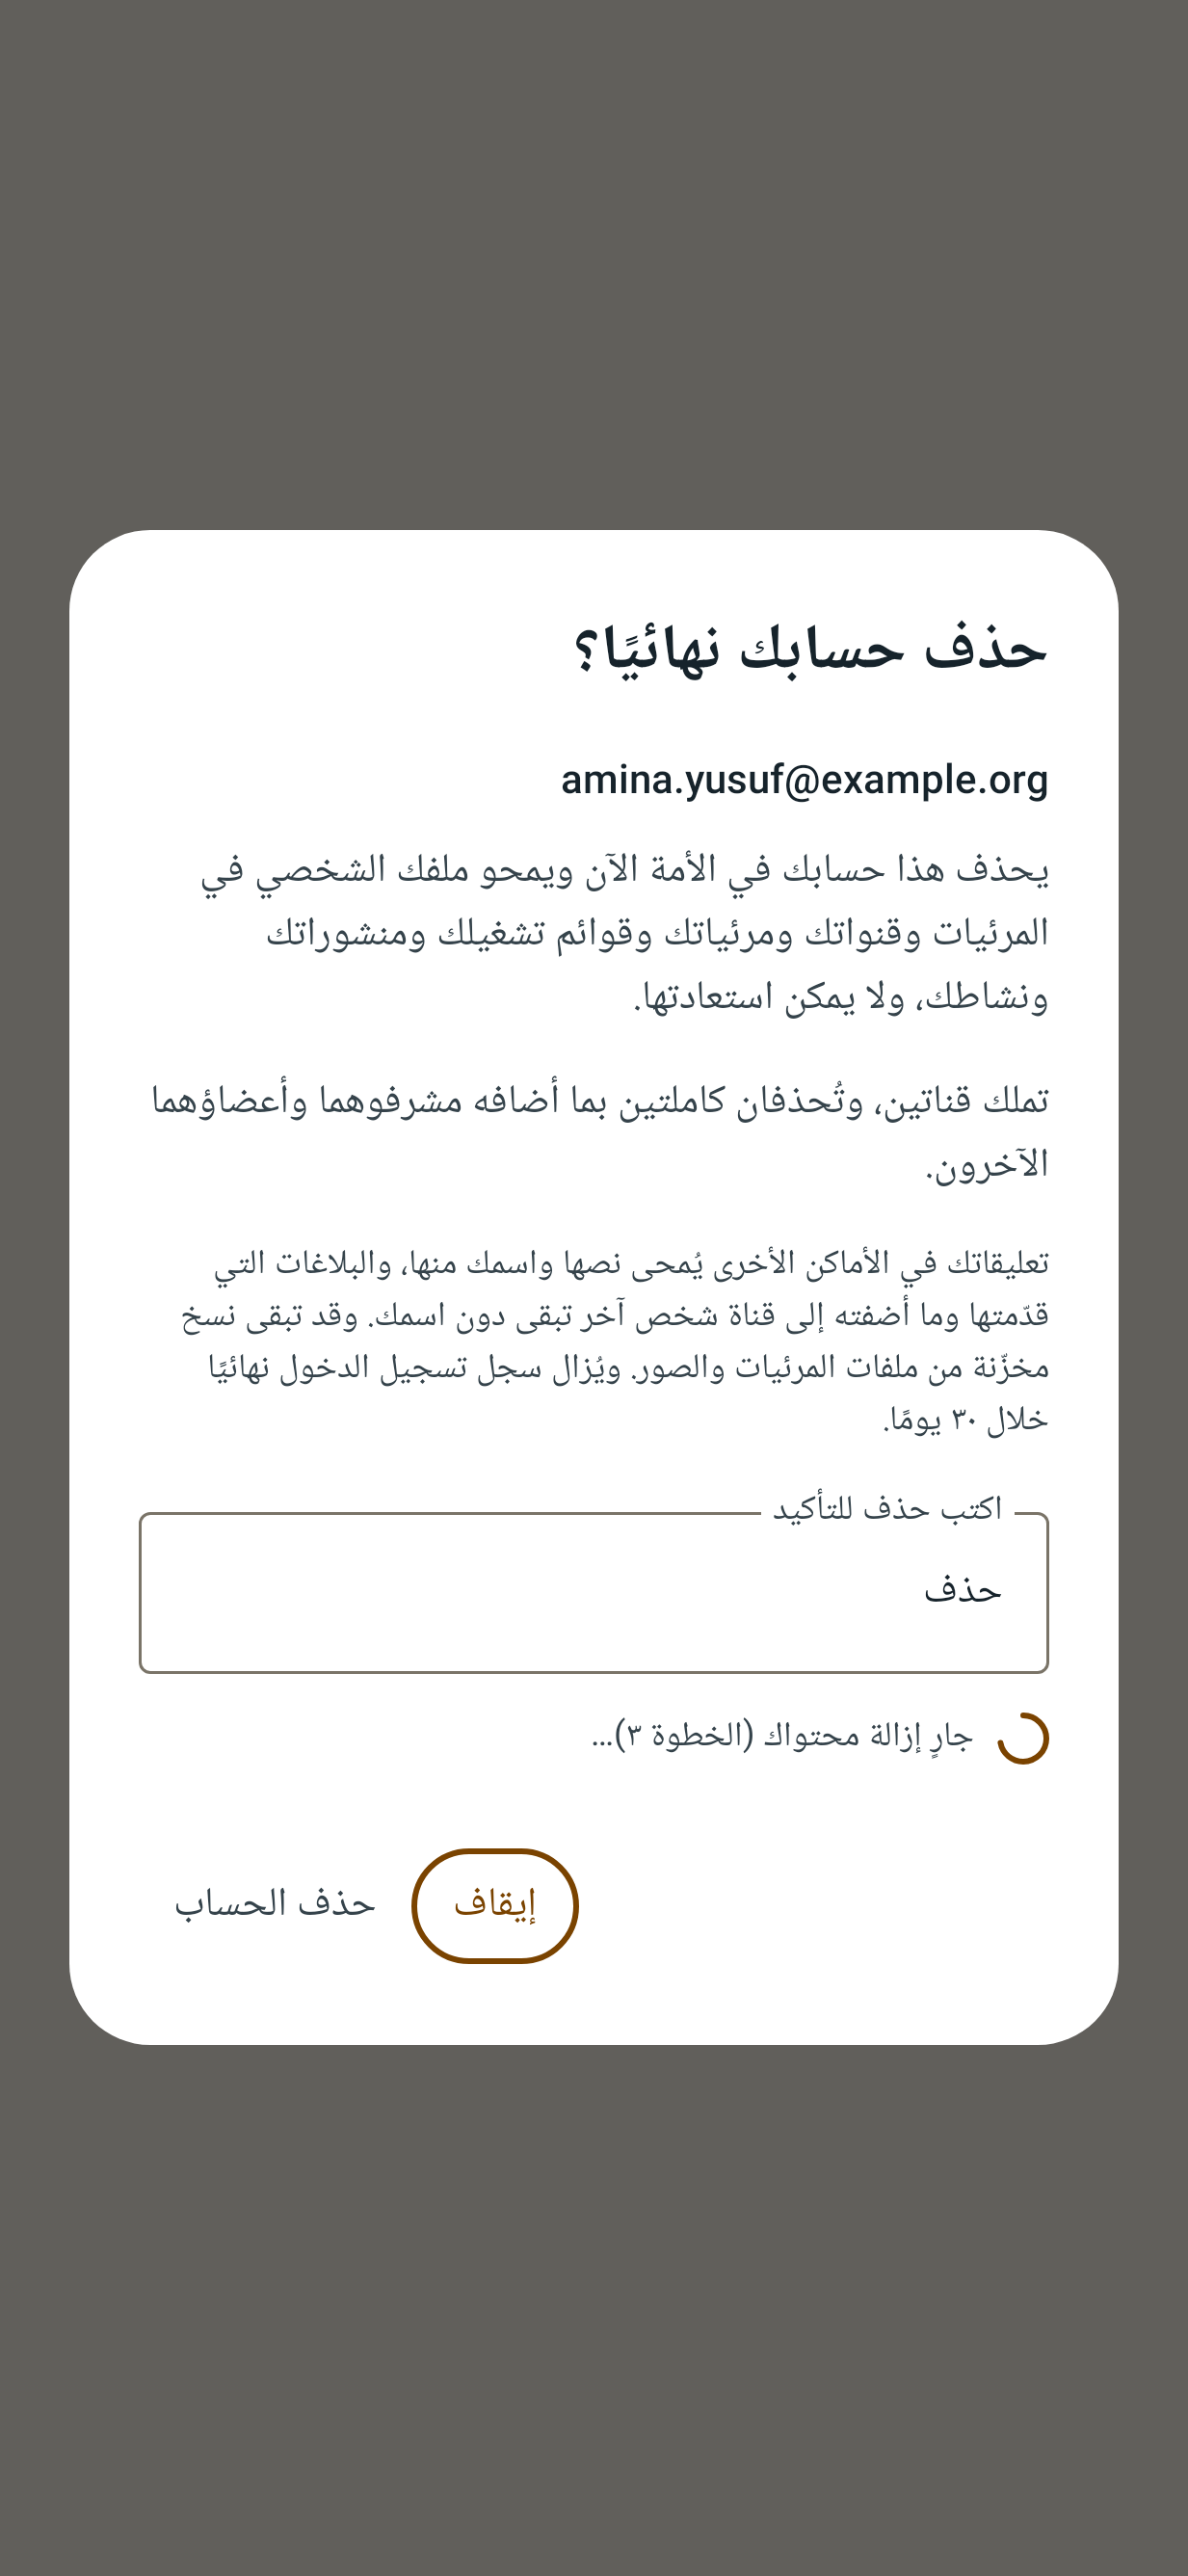 حذف حسابك نهائيًا؟
amina.yusuf@example.org
يحذف هذا حسابك في الأمة الآن ويمحو ملفك الشخصي في
المرئيات وقنواتك ومرئياتك وقوائم تشغيلك ومنشوراتك
ونشاطك، ولا يمكن استعادتها.
تملك قناتين، وتُحذفان كاملتين بما أضافه مشرفوهما وأعضاؤهما
الآخرون.
تعليقاتك في الأماكن الأخرى يُمحى نصها واسمك منها، والبلاغات التي
قدّمتها وما أضفته إلى قناة شخص آخر تبقى دون اسمك. وقد تبقى نسخ
مخزّنة من ملفات المرئيات والصور. ويُزال سجل تسجيل الدخول نهائيًا
خلال ٣٠ يومًا.
اكتب حذف للتأكيد
حذف
جارٍ إزالة محتواك (الخطوة ٣)...
إيقاف
حذف الحساب